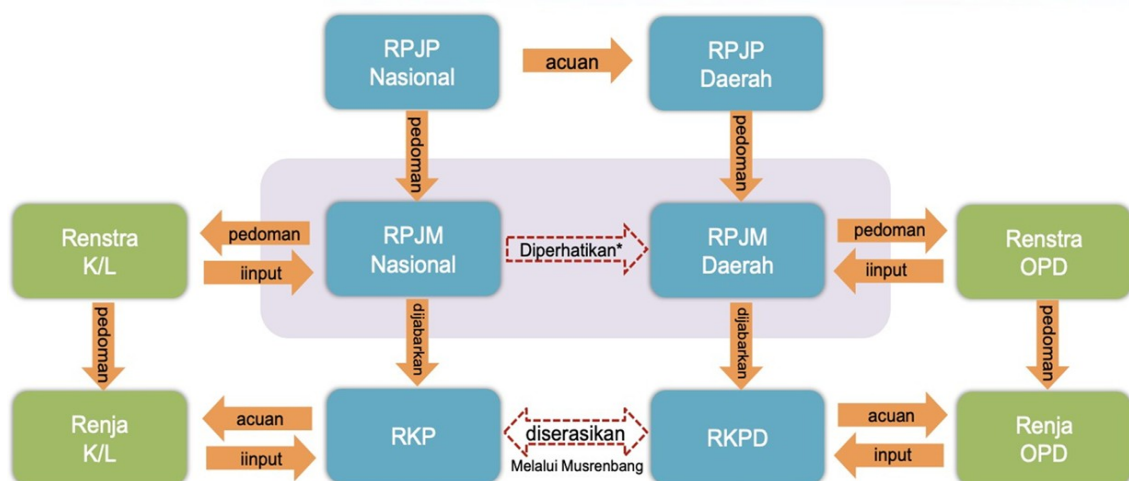 RPJP
Nasional
acuan
RPJP
Daerah
pedoman
pedoman
Renstra
K/L
pedoman
iinput
RPJM
Nasional
Diperhatikan*
RPJM
Daerah
pedoman
iinput
Renstra
OPD
pedoman
dijabarkan
dijabarkan
pedoman
Renja
K/L
acuan
iinput
RKP
diserasikan
Melalui Musrenbang
RKPD
acuan
input
Renja
OPD